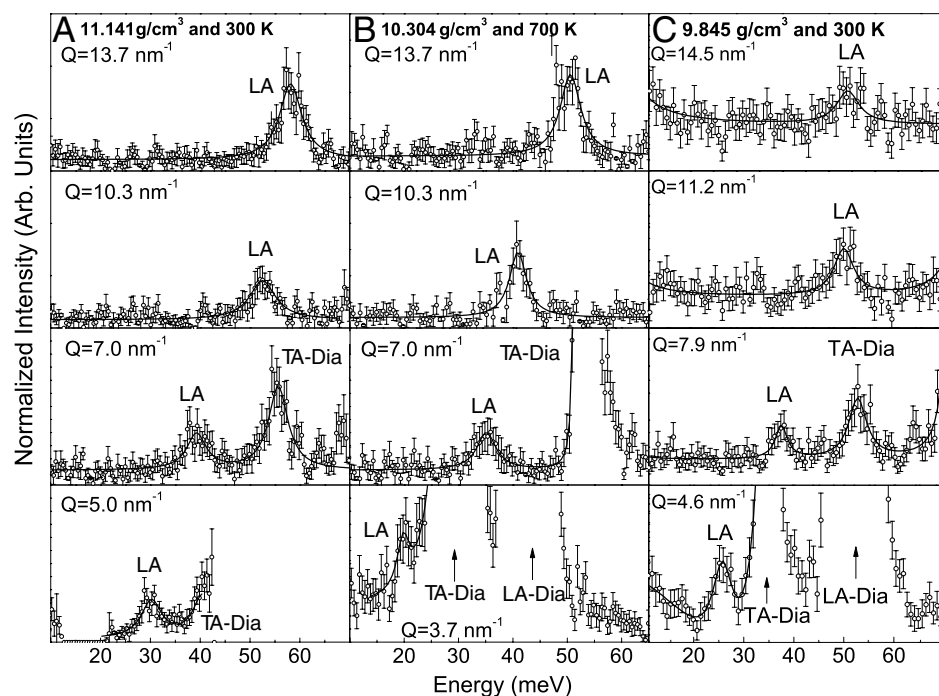 A 11.141 g/cm³ and 300 K
Q=13.7 nm⁻¹
LA
Q=10.3 nm⁻¹
LA
Q=7.0 nm⁻¹
LA
TA-Dia
Q=5.0 nm⁻¹
LA
TA-Dia
20 30 40 50 60
B 10.304 g/cm³ and 700 K
Q=13.7 nm⁻¹
LA
Q=10.3 nm⁻¹
LA
Q=7.0 nm⁻¹
TA-Dia
LA
LA
TA-Dia
LA-Dia
Q=3.7 nm⁻¹
20 30 40 50 60
C 9.845 g/cm³ and 300 K
Q=14.5 nm⁻¹
LA
Q=11.2 nm⁻¹
LA
Q=7.9 nm⁻¹
TA-Dia
LA
Q=4.6 nm⁻¹
LA
TA-Dia
LA-Dia
20 30 40 50 60
Normalized Intensity (Arb. Units)
Energy (meV)